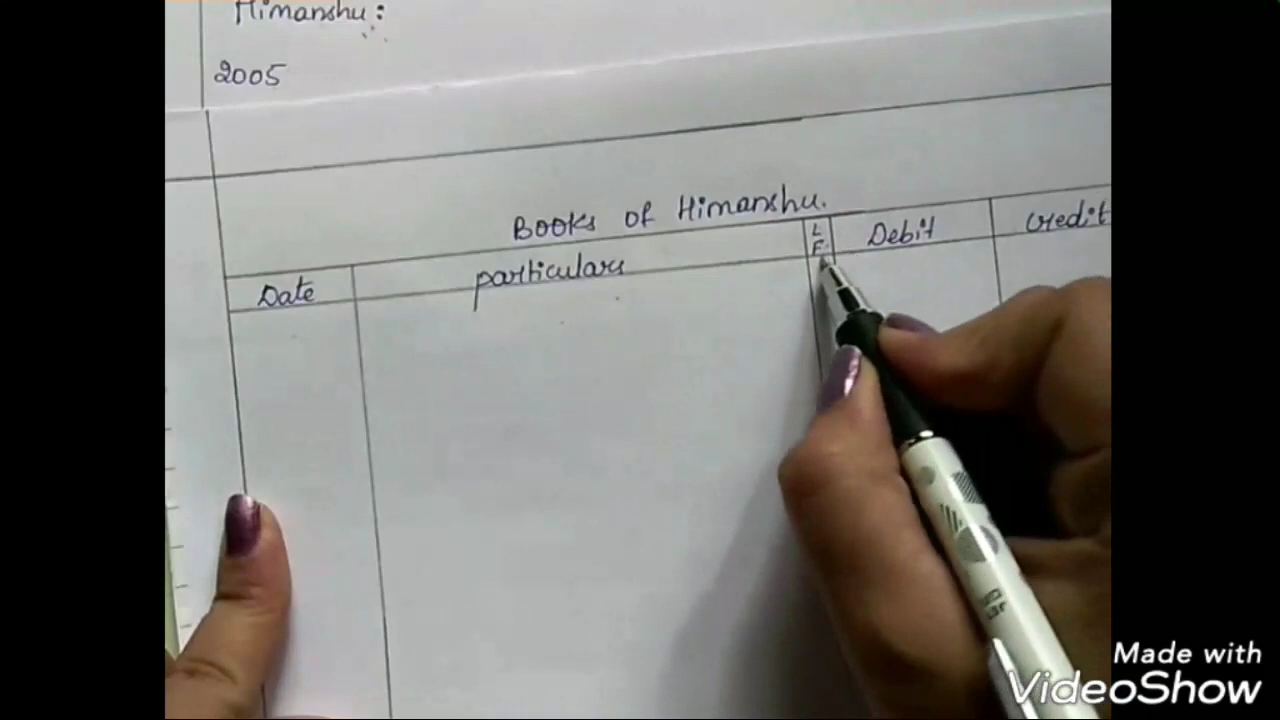 Himanshu:
2005
Books of Himanshu.
Date
particulars
L
F.
Debit
Credit
Made with
VideoShow